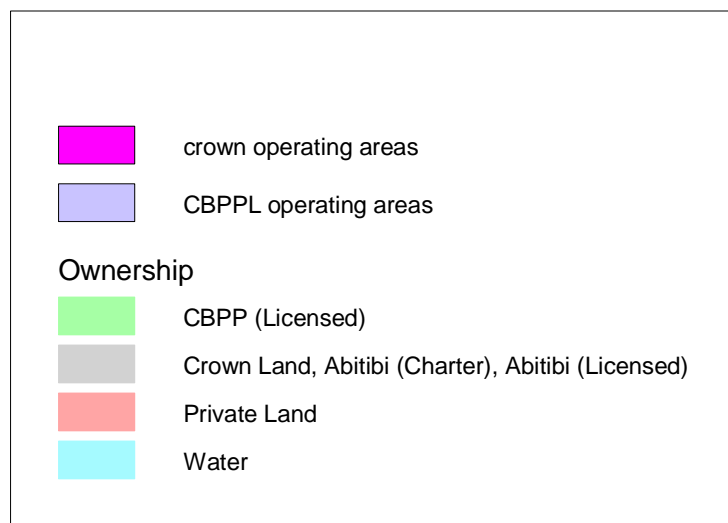 crown operating areas
CBPPL operating areas
Ownership
CBPP (Licensed)
Crown Land, Abitibi (Charter), Abitibi (Licensed)
Private Land
Water